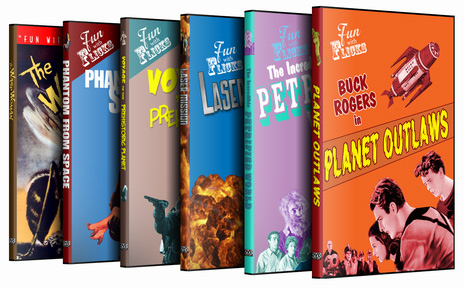 "FUN WIT
The
W
Fun
with
Flicks
PHANTOM FROM SPACE
PHA
S
Fun
with
Flicks
VOYAGE TO THE PREHISTORIC PLANET
VO
PRE
Fun
with
Flicks
LASER MISSION
LASE
Fun
with
Flicks
The Incredible
PETRIFIED WORLD
The Incre
PET
Fun
with
Flicks
PLANET OUTLAWS
BUCK
ROGERS
in
PLANET OUTLAWS